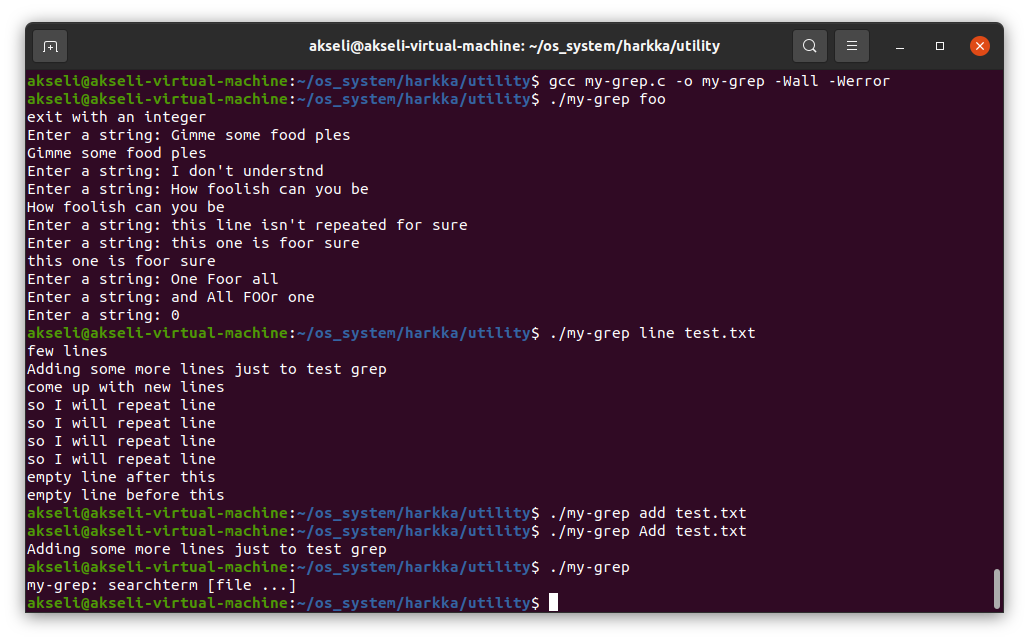 akseli@akseli-virtual-machine: ~/os_system/harkka/utility
akseli@akseli-virtual-machine:~/os_system/harkka/utility$ gcc my-grep.c -o my-grep -Wall -Werror
akseli@akseli-virtual-machine:~/os_system/harkka/utility$ ./my-grep foo
exit with an integer
Enter a string: Gimme some food ples
Gimme some food ples
Enter a string: I don't understnd
Enter a string: How foolish can you be
How foolish can you be
Enter a string: this line isn't repeated for sure
Enter a string: this one is foor sure
this one is foor sure
Enter a string: One Foor all
Enter a string: and All FOOr one
Enter a string: 0
akseli@akseli-virtual-machine:~/os_system/harkka/utility$ ./my-grep line test.txt
few lines
Adding some more lines just to test grep
come up with new lines
so I will repeat line
so I will repeat line
so I will repeat line
so I will repeat line
empty line after this
empty line before this
akseli@akseli-virtual-machine:~/os_system/harkka/utility$ ./my-grep add test.txt
akseli@akseli-virtual-machine:~/os_system/harkka/utility$ ./my-grep Add test.txt
Adding some more lines just to test grep
akseli@akseli-virtual-machine:~/os_system/harkka/utility$ ./my-grep
my-grep: searchterm [file ...]
akseli@akseli-virtual-machine:~/os_system/harkka/utility$